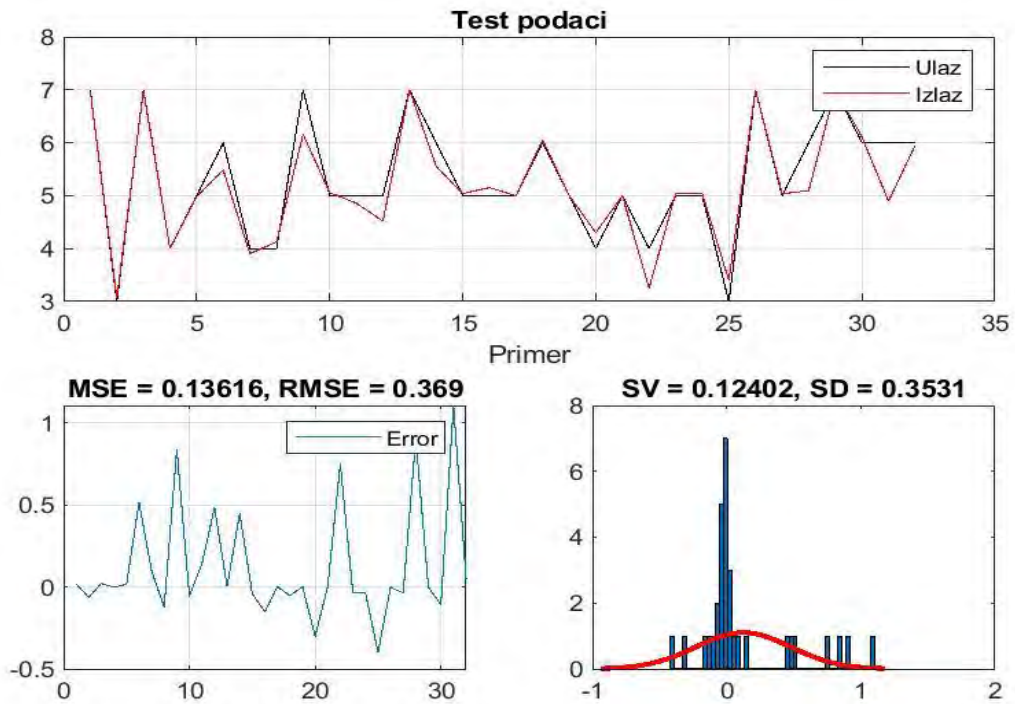 Test podaci
8
7
6
5
4
3
Ulaz
Izlaz
0 5 10 15 20 25 30 35
Primer
MSE = 0.13616, RMSE = 0.369
1
0.5
0
-0.5
Error
0 10 20 30
SV = 0.12402, SD = 0.3531
8
6
4
2
0
-1 0 1 2